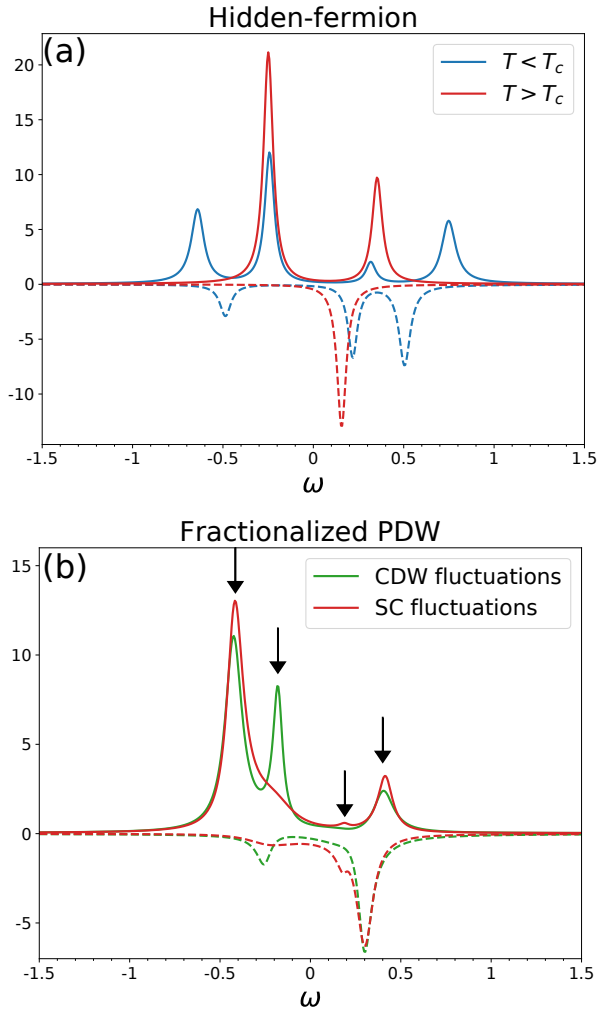 Hidden-fermion
(a)
T < T_c
T > T_c
20
15
10
5
0
-5
-10
-1.5 -1 -0.5 0 0.5 1 1.5
ω
Fractionalized PDW
(b)
CDW fluctuations
SC fluctuations
15
10
5
0
-5
-1.5 -1 -0.5 0 0.5 1 1.5
ω